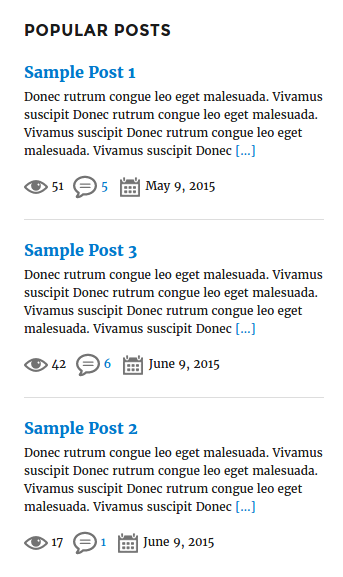 POPULAR POSTS
Sample Post 1
Donec rutrum congue leo eget malesuada. Vivamus
suscipit Donec rutrum congue leo eget malesuada.
Vivamus suscipit Donec rutrum congue leo eget
malesuada. Vivamus suscipit Donec [...]
51 5 May 9, 2015
Sample Post 3
Donec rutrum congue leo eget malesuada. Vivamus
suscipit Donec rutrum congue leo eget malesuada.
Vivamus suscipit Donec rutrum congue leo eget
malesuada. Vivamus suscipit Donec [...]
42 6 June 9, 2015
Sample Post 2
Donec rutrum congue leo eget malesuada. Vivamus
suscipit Donec rutrum congue leo eget malesuada.
Vivamus suscipit Donec rutrum congue leo eget
malesuada. Vivamus suscipit Donec [...]
17 1 June 9, 2015